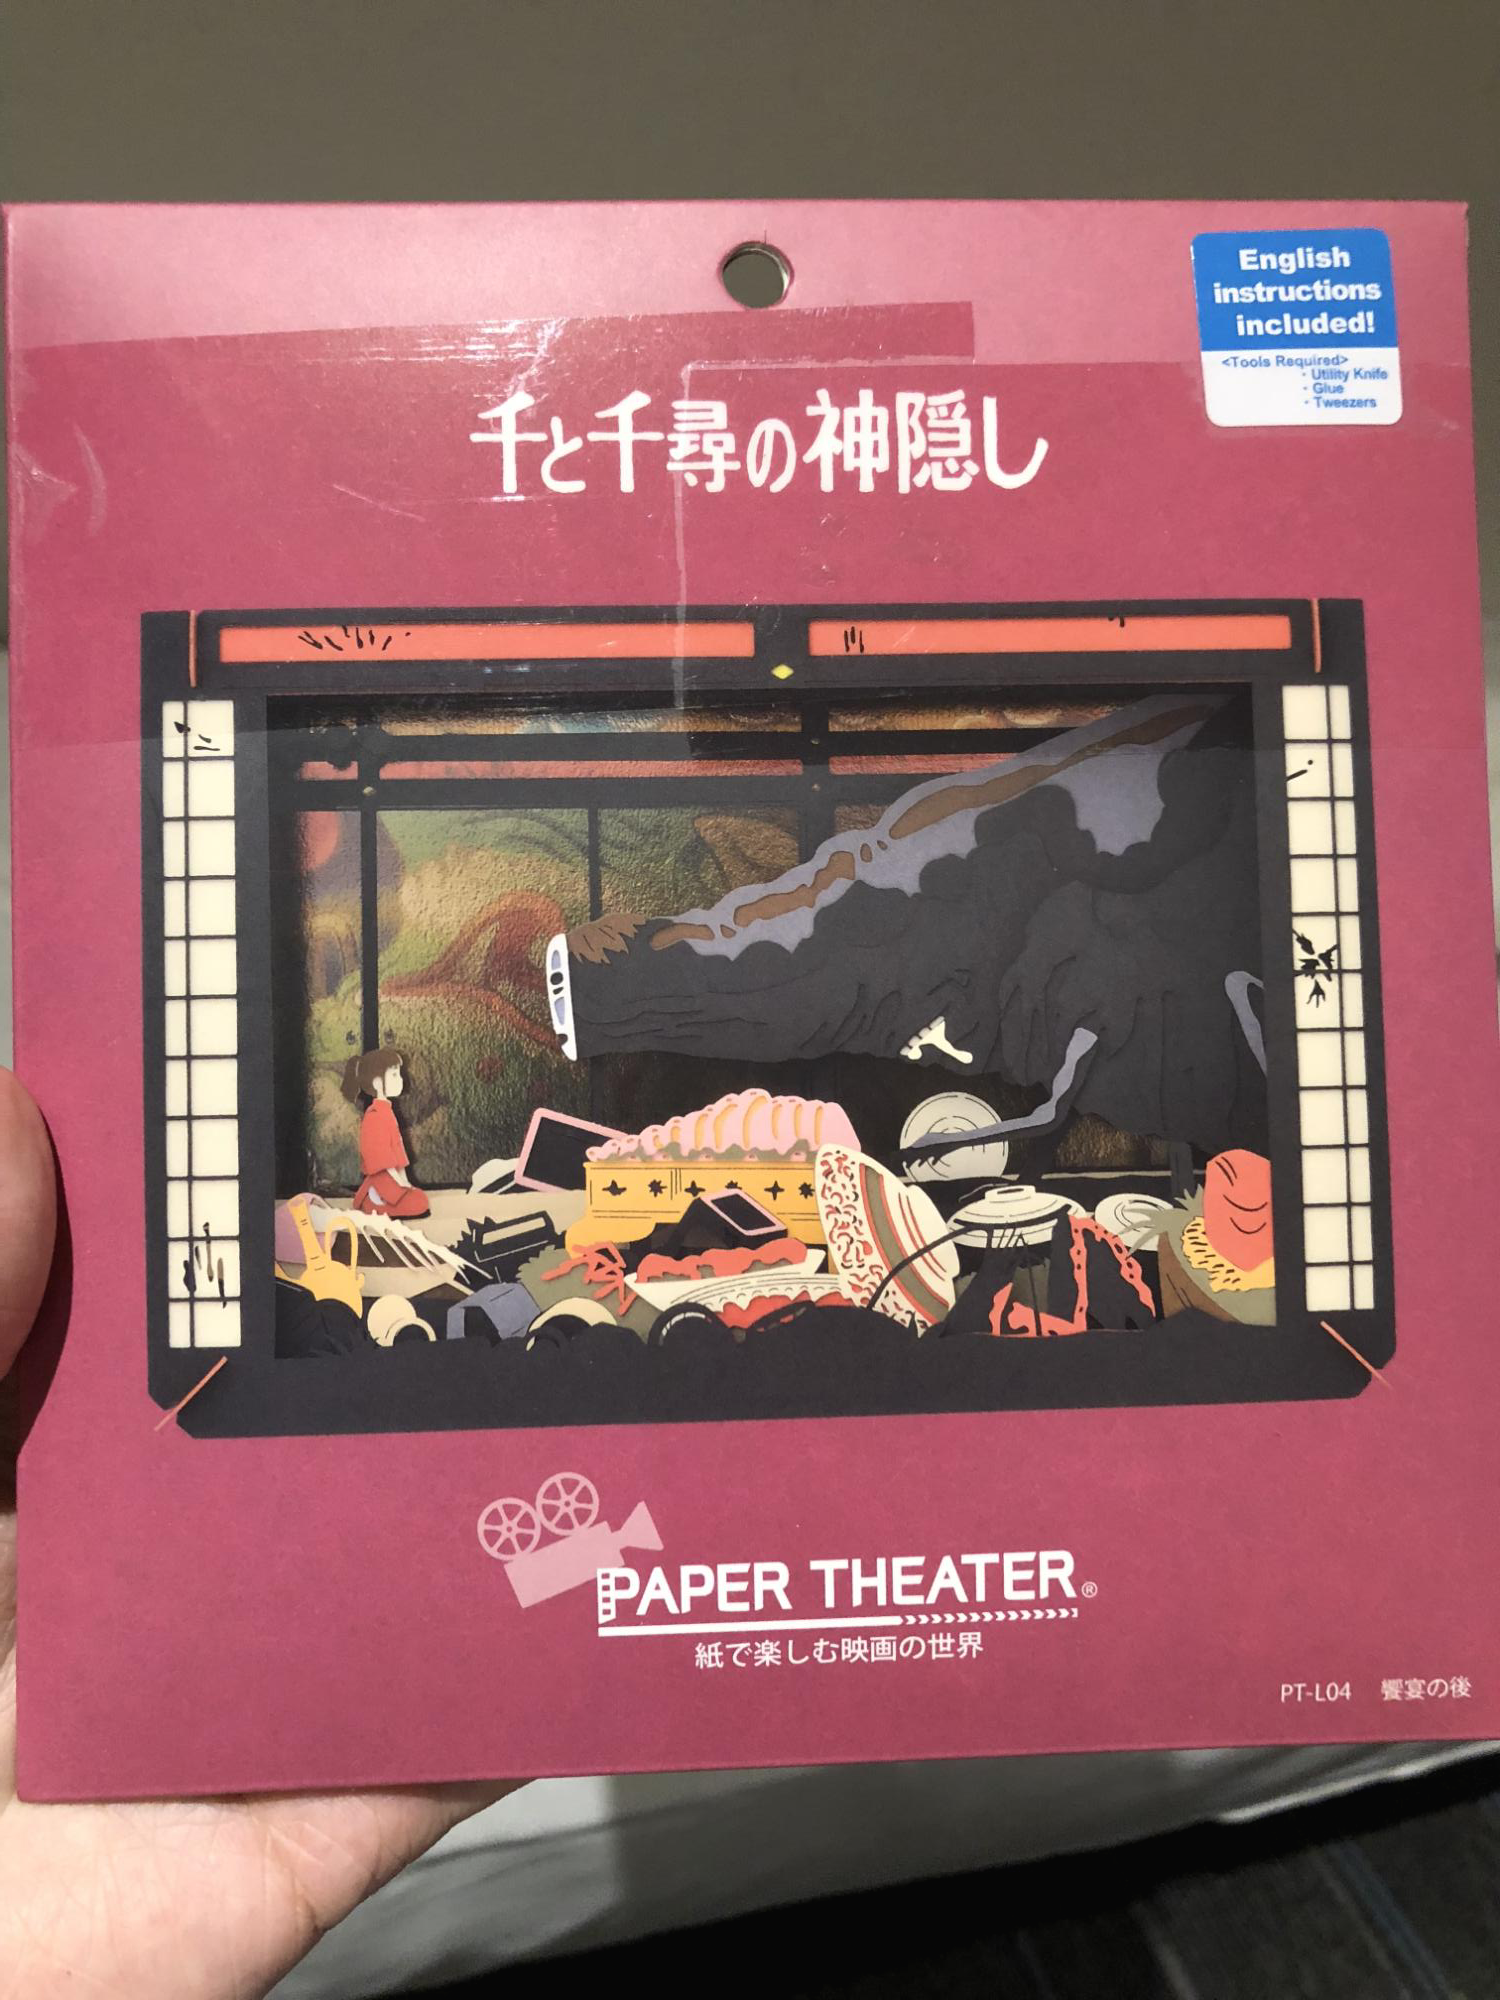 English
instructions
included!
<Tools Required>
・Utility Knife
・Glue
・Tweezers
千と千尋の神隠し
PAPER THEATER®
紙で楽しむ映画の世界
PT-L04 饗宴の後